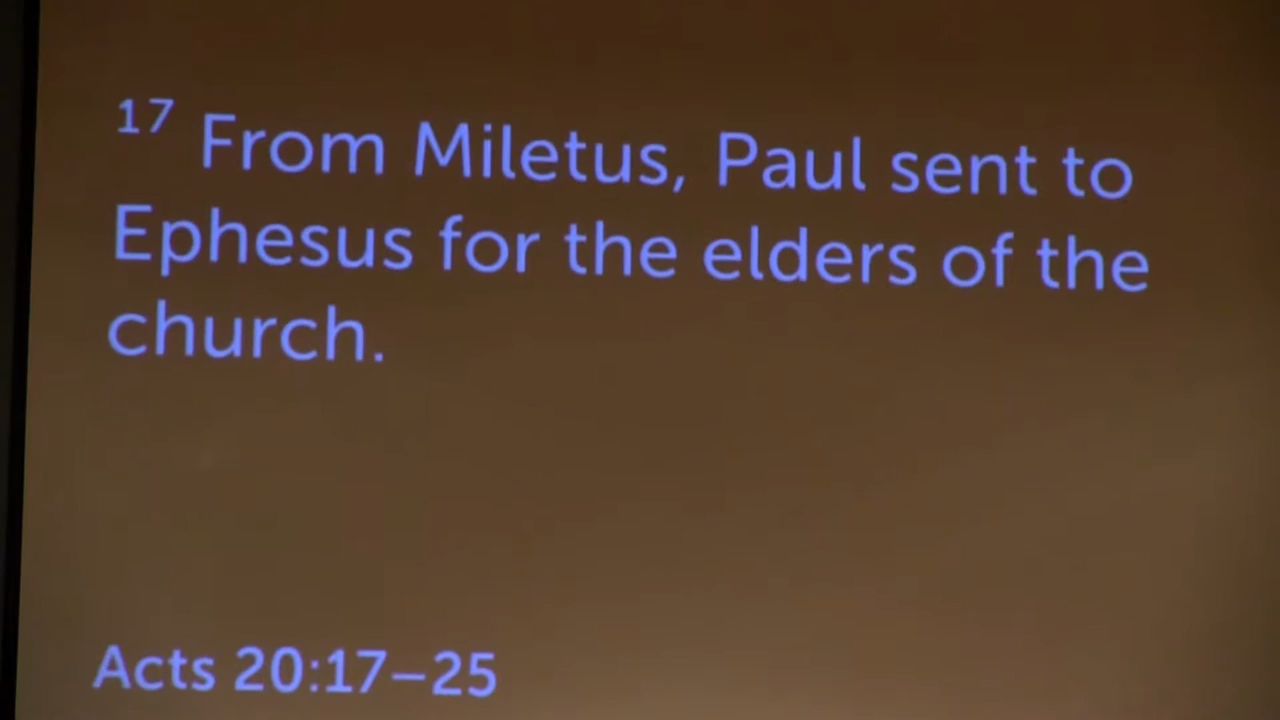 17 From Miletus, Paul sent to
Ephesus for the elders of the
church.
Acts 20:17–25